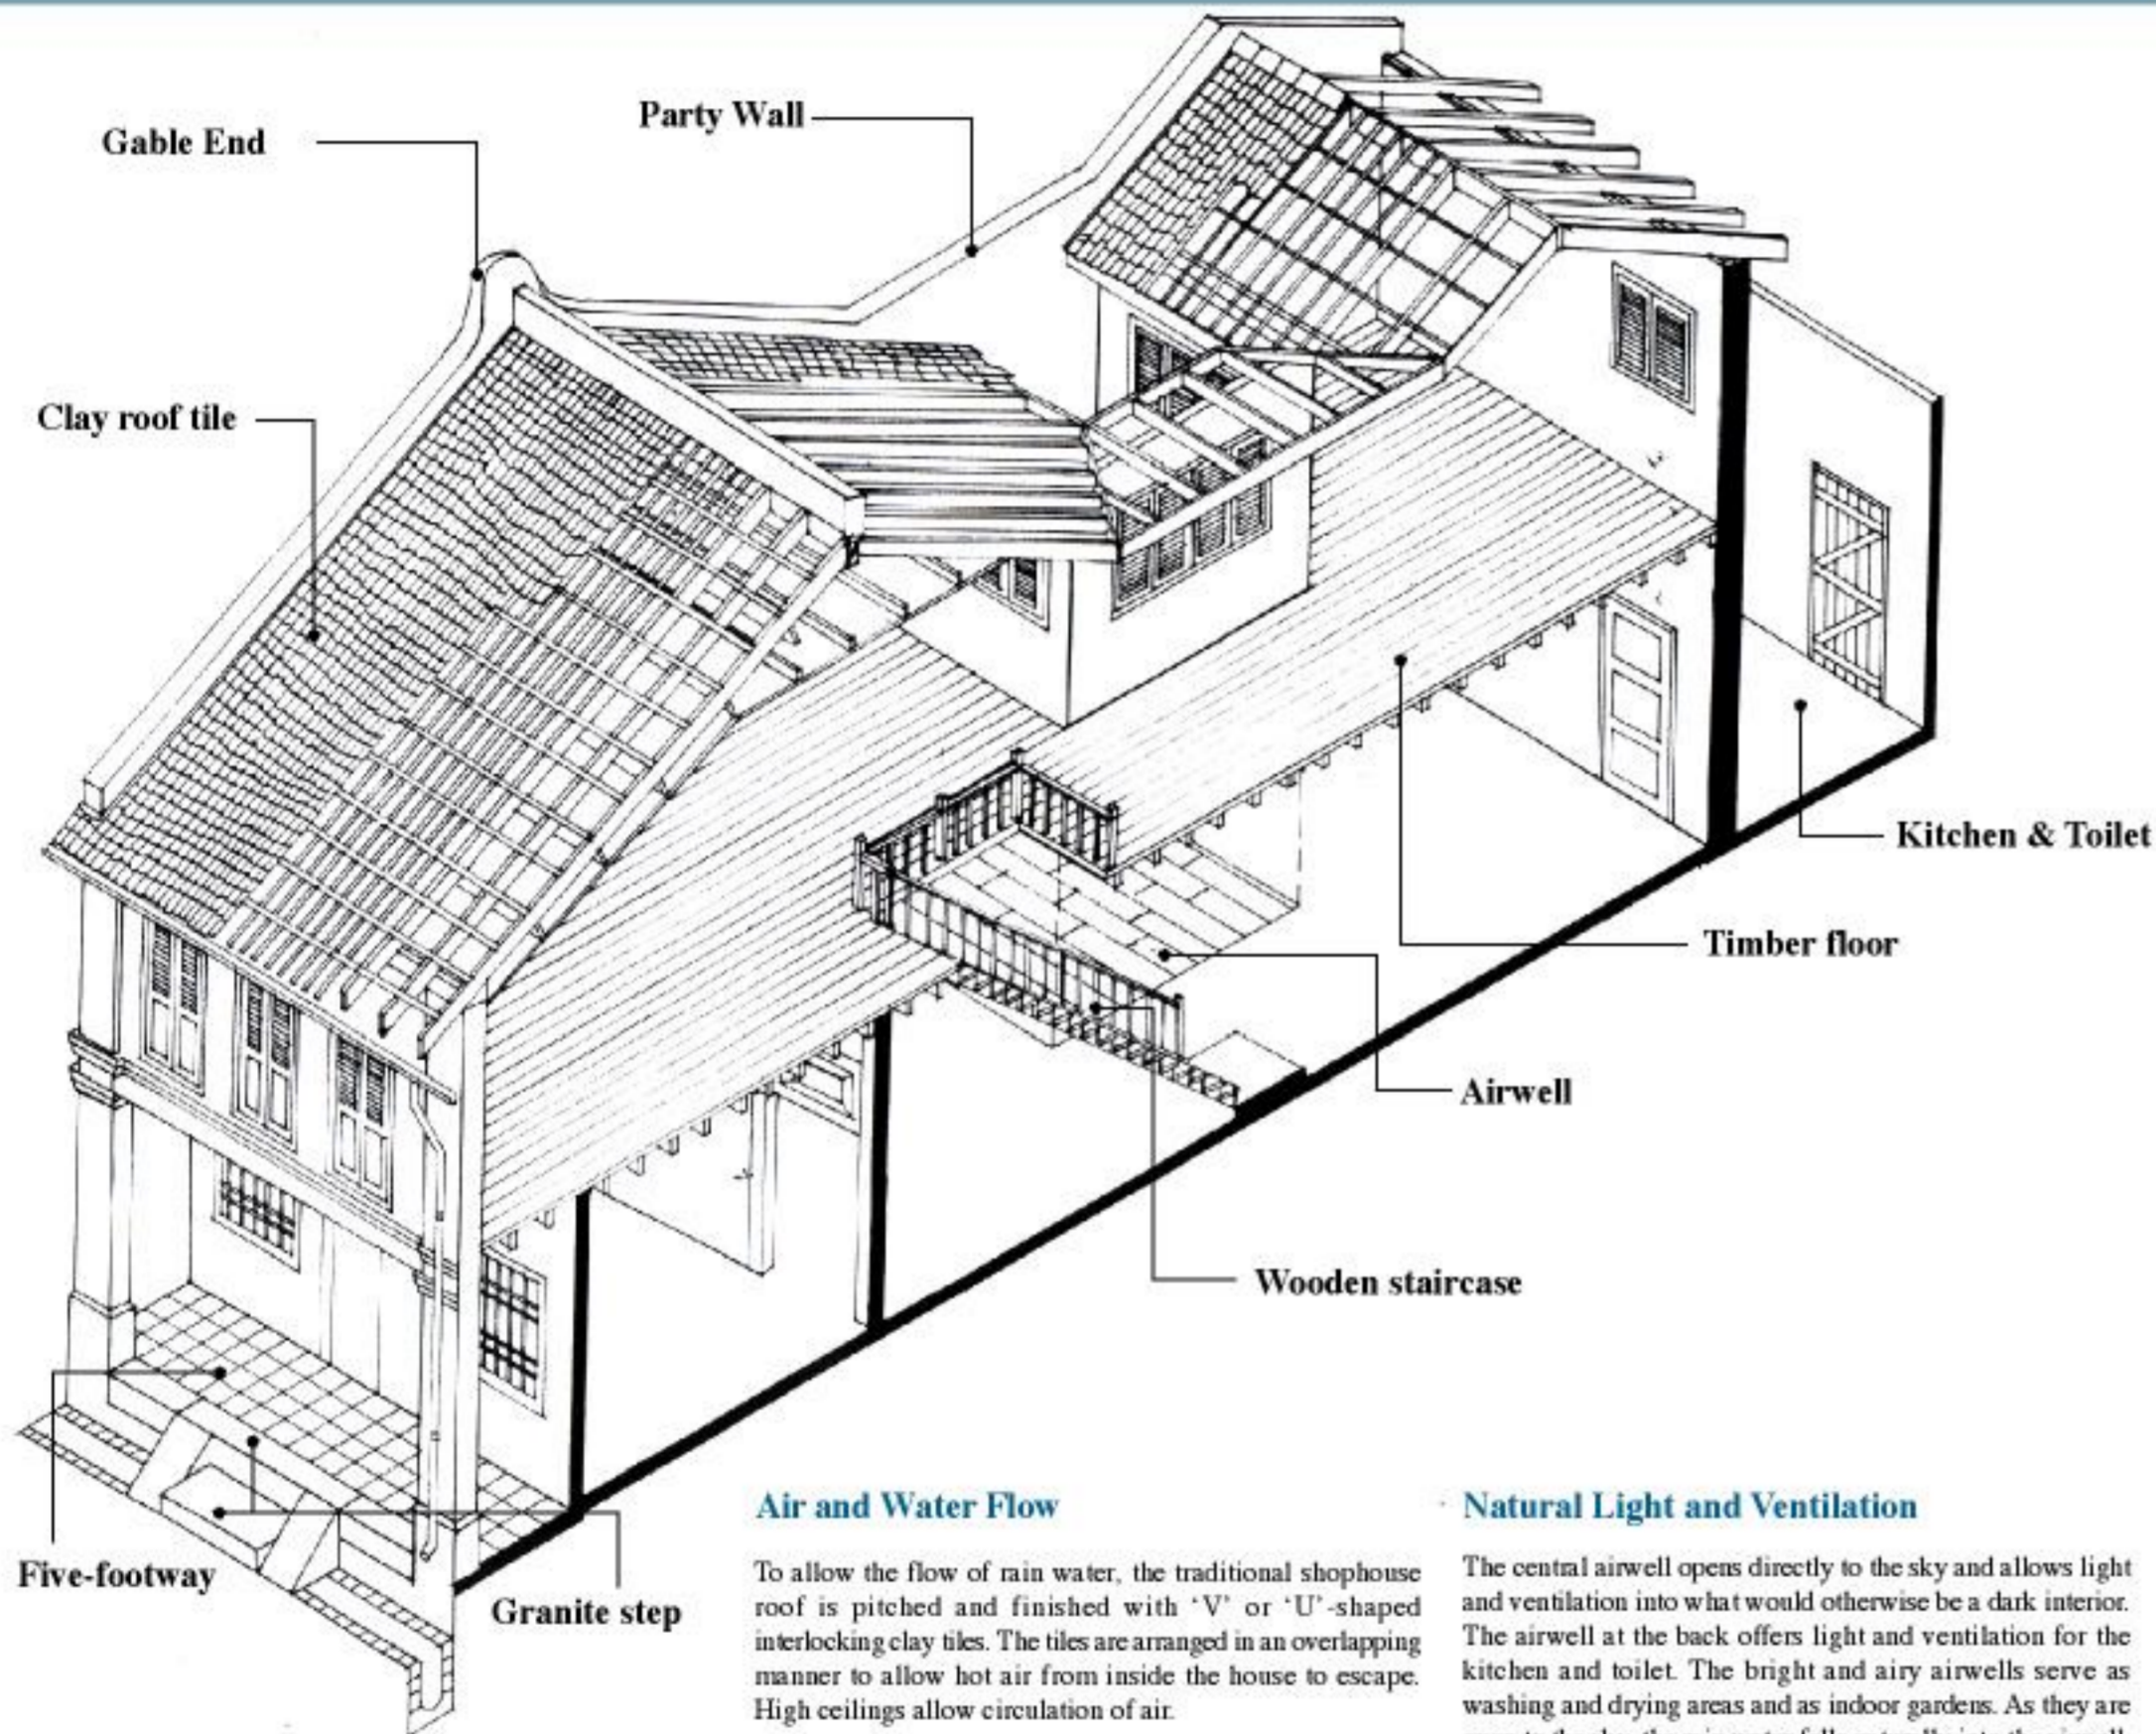 Party Wall
Gable End
Clay roof tile
Kitchen & Toilet
Timber floor
Airwell
Wooden staircase
Five-footway
Granite step
Air and Water Flow
To allow the flow of rain water, the traditional shophouse
roof is pitched and finished with ‘V’ or ‘U’-shaped
interlocking clay tiles. The tiles are arranged in an overlapping
manner to allow hot air from inside the house to escape.
High ceilings allow circulation of air.
Natural Light and Ventilation
The central airwell opens directly to the sky and allows light
and ventilation into what would otherwise be a dark interior.
The airwell at the back offers light and ventilation for the
kitchen and toilet. The bright and airy airwells serve as
washing and drying areas and as indoor gardens. As they are